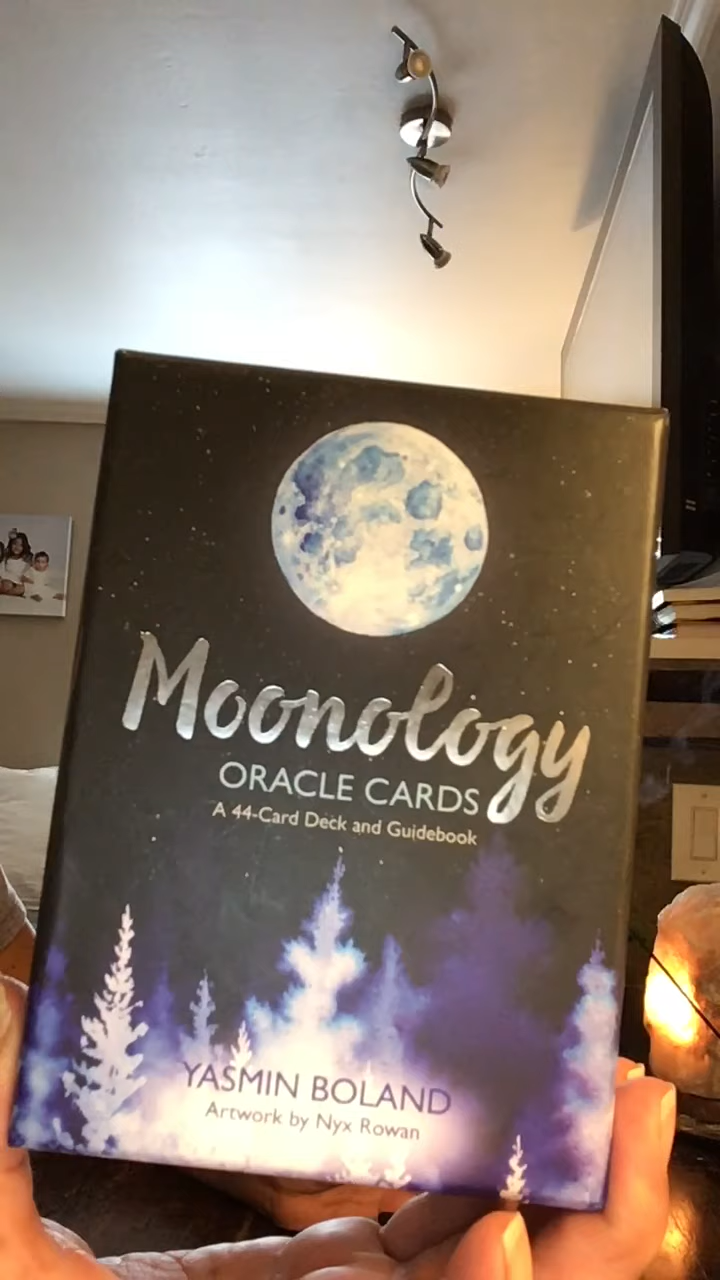 Moonology
ORACLE CARDS
A 44-Card Deck and Guidebook
YASMIN BOLAND
Artwork by Nyx Rowan